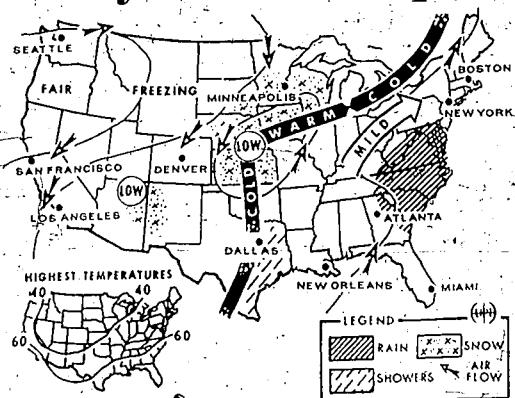 SEATTLE
FAIR
FREEZING
MINNEAPOLIS
COLD
WARM
BOSTON
NEW YORK
MILD
LOW
SAN FRANCISCO
DENVER
LOW
COLD
LOS ANGELES
ATLANTA
DALLAS
HIGHEST TEMPERATURES
40
40
60
60
NEW ORLEANS
MIAMI
LEGEND
RAIN
SNOW
SHOWERS
AIR
FLOW